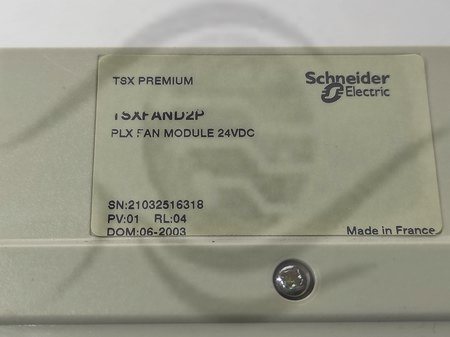 TSX PREMIUM
Schneider
Electric
TSXFAND2P
PLX FAN MODULE 24VDC
SN:21032516318
PV:01 RL:04
DOM:06-2003
Made in France